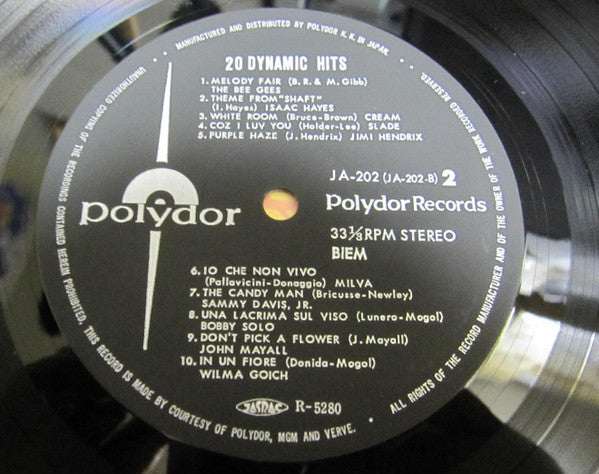 MANUFACTURED AND DISTRIBUTED BY POLYDOR K.K. IN JAPAN.
20 DYNAMIC HITS
1. MELODY FAIR (B. R. & M. Gibb)
THE BEE GEES
2. THEME FROM "SHAFT"
(I. Hayes) ISAAC HAYES
3. WHITE ROOM (Bruce-Brown) CREAM
4. COZ I LUV YOU (Holder-Lee) SLADE
5. PURPLE HAZE (J. Hendrix) JIMI HENDRIX
JA-202 (JA-202-B) 2
polydor
Polydor Records
33 1/3 RPM STEREO
BIEM
6. IO CHE NON VIVO
(Pallavicini-Donaggio) MILVA
7. THE CANDY MAN (Bricusse-Newley)
SAMMY DAVIS, JR.
8. UNA LACRIMA SUL VISO (Lunero-Mogol)
BOBBY SOLO
9. DON'T PICK A FLOWER (J. Mayall)
JOHN MAYALL
10. IN UN FIORE (Donida-Mogol)
WILMA GOICH
JASRAC R-5280
ALL RIGHTS OF THE RECORD MANUFACTURER AND OF THE OWNER OF THE WORK RECORDED RESERVED.
UNAUTHORIZED COPYING OF THE RECORDINGS CONTAINED HEREIN PROHIBITED. THIS RECORD IS MADE BY COURTESY OF POLYDOR, MGM AND VERVE.